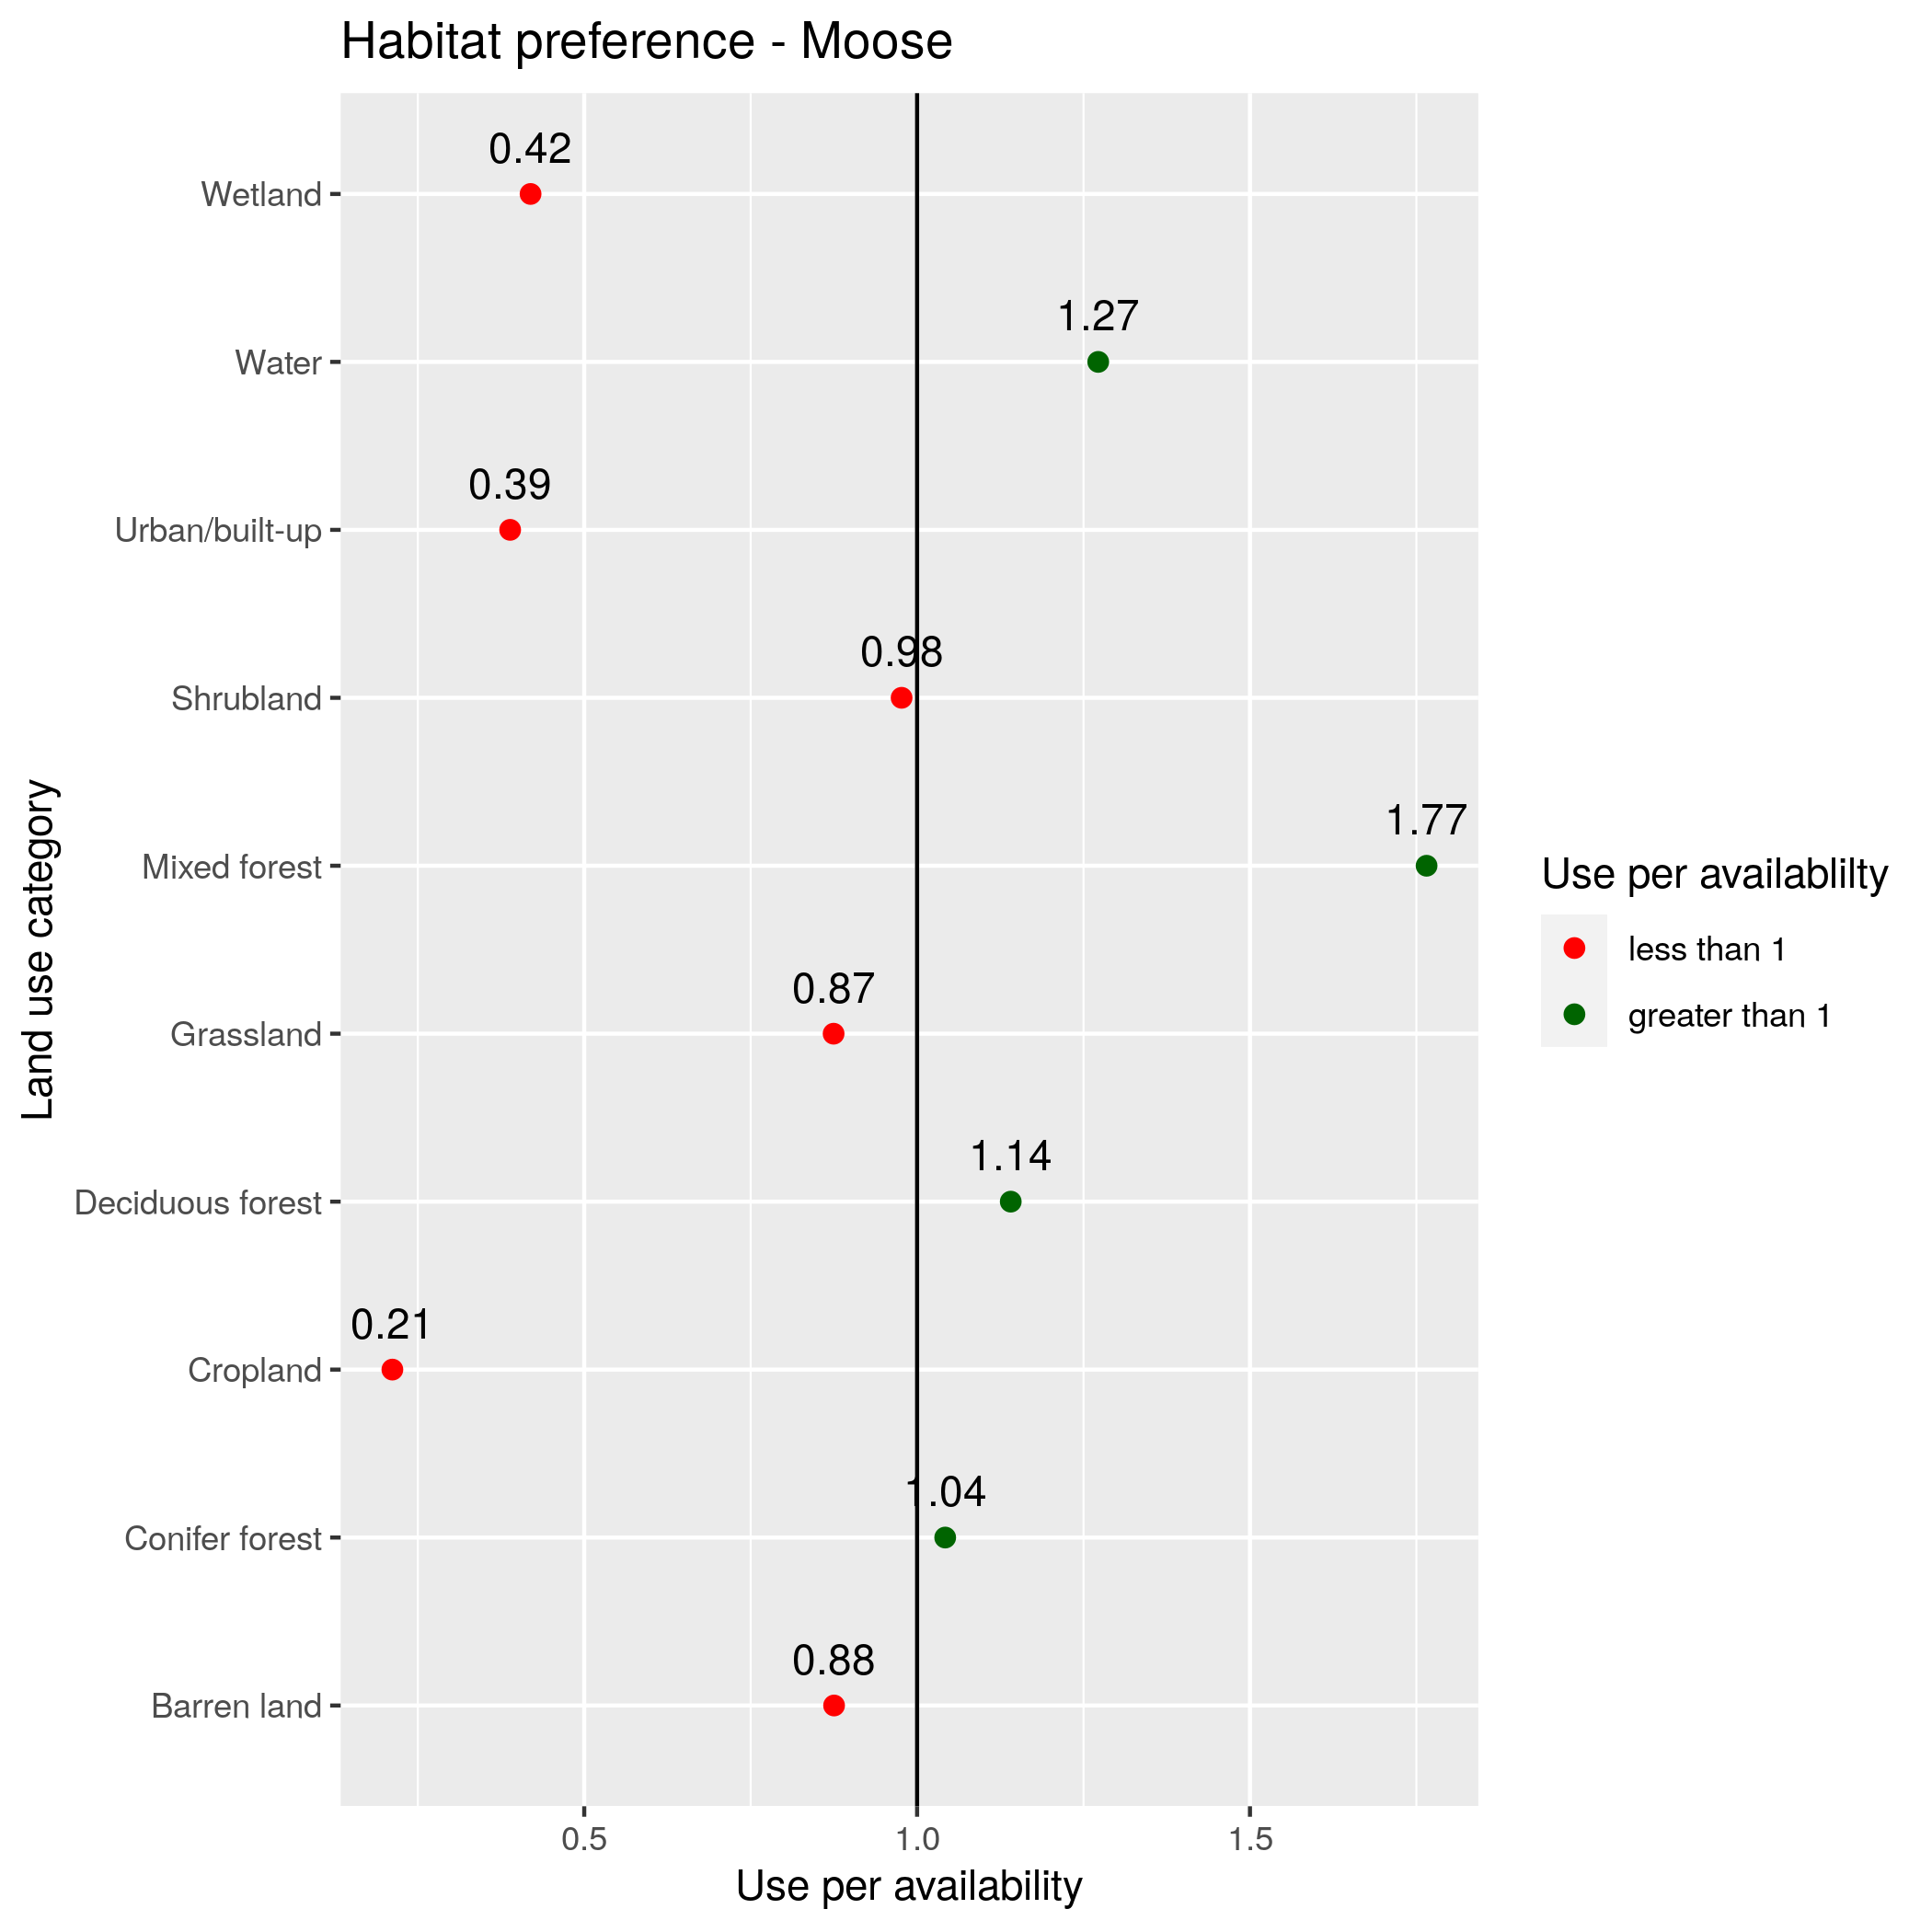 Habitat preference - Moose
0.42
Wetland
1.27
Water
0.39
Urban/built-up
0.98
Shrubland
1.77
Mixed forest
0.87
Grassland
1.14
Deciduous forest
0.21
Cropland
1.04
Conifer forest
0.88
Barren land
Land use category
0.5 1.0 1.5
Use per availability
Use per availablilty
less than 1
greater than 1